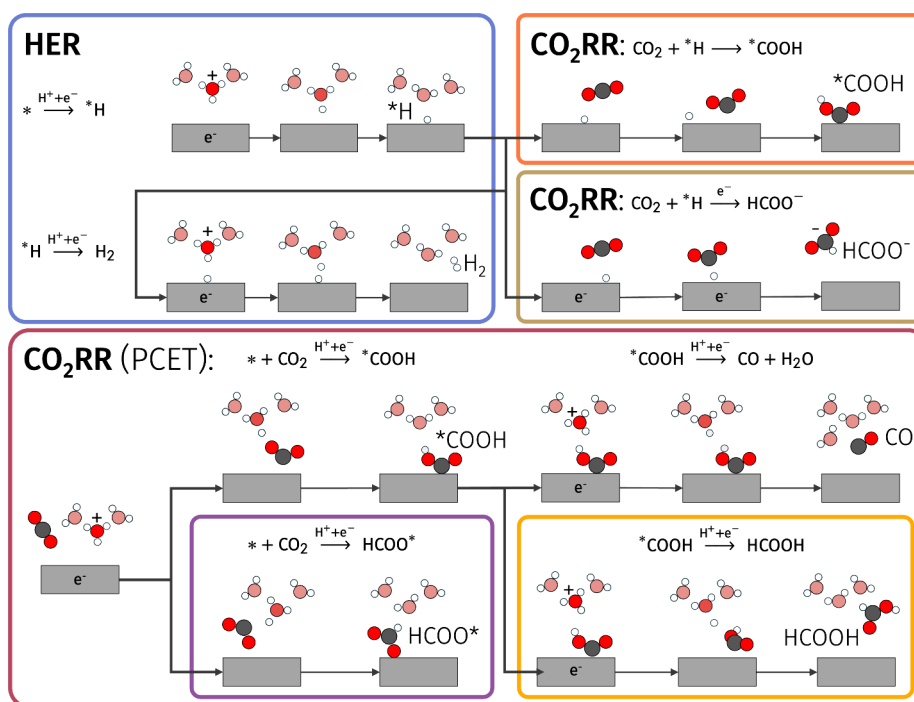 HER
* H⁺+e⁻ ⟶ *H
+
e⁻
*H
*H H⁺+e⁻ ⟶ H₂
+
e⁻
H₂
CO₂RR: CO₂ + *H ⟶ *COOH
*COOH
CO₂RR: CO₂ + *H e⁻ ⟶ HCOO⁻
e⁻
e⁻
-
HCOO⁻
CO₂RR (PCET):
* + CO₂ H⁺+e⁻ ⟶ *COOH
*COOH H⁺+e⁻ ⟶ CO + H₂O
*COOH
+
e⁻
CO
+
e⁻
* + CO₂ H⁺+e⁻ ⟶ HCOO*
HCOO*
*COOH H⁺+e⁻ ⟶ HCOOH
+
e⁻
HCOOH